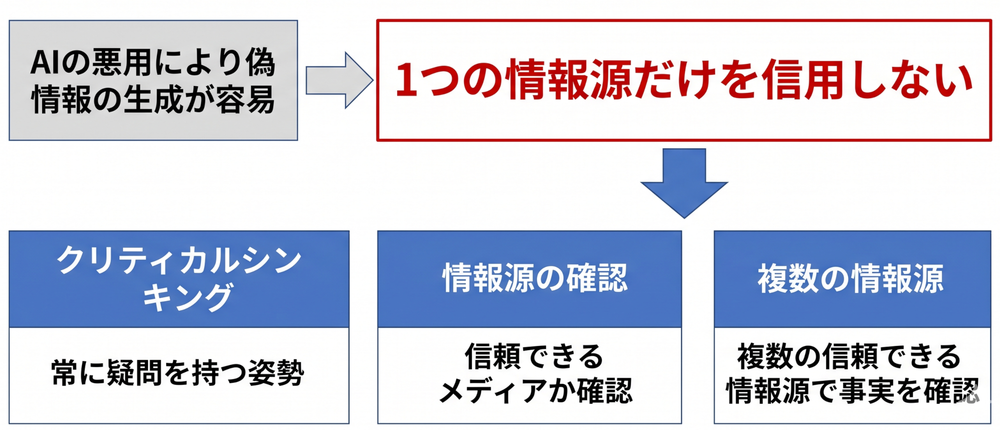 AIの悪用により偽
情報の生成が容易
1つの情報源だけを信用しない
クリティカルシン
キング
常に疑問を持つ姿勢
情報源の確認
信頼できる
メディアか確認
複数の情報源
複数の信頼できる
情報源で事実を確認